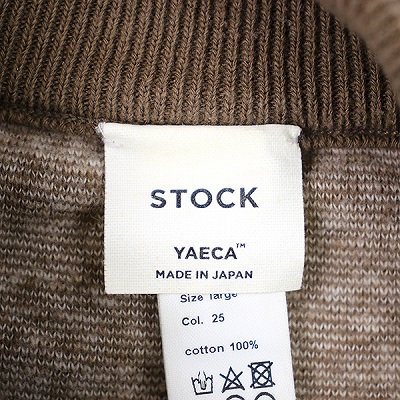 STOCK
YAECA™
MADE IN JAPAN
Size large
Col. 25
cotton 100%